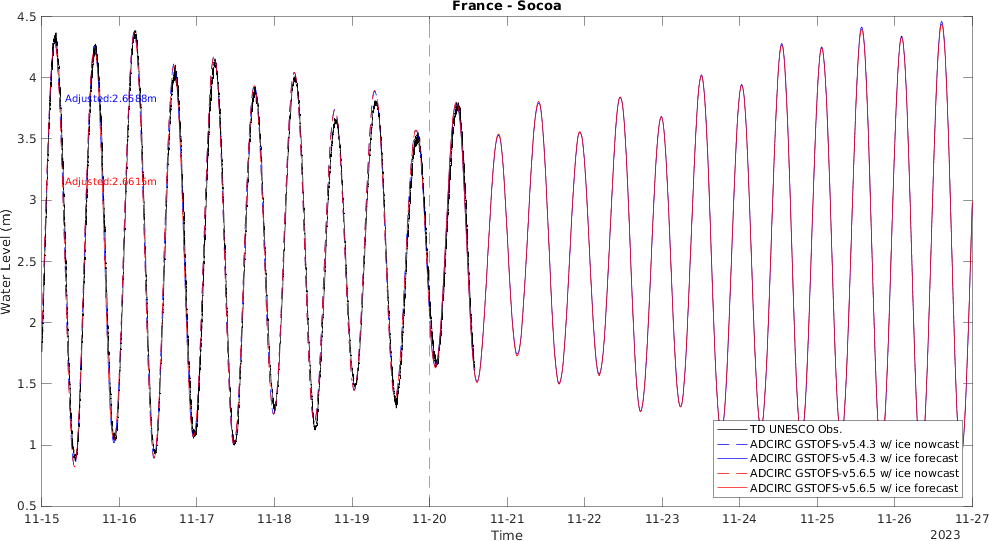 France - Socoa
4.5
4
3.5
3
2.5
2
1.5
1
0.5
Water Level (m)
Adjusted:2.6588m
Adjusted:2.6615m
TD UNESCO Obs.
ADCIRC GSTOFS-v5.4.3 w/ ice nowcast
ADCIRC GSTOFS-v5.4.3 w/ ice forecast
ADCIRC GSTOFS-v5.6.5 w/ ice nowcast
ADCIRC GSTOFS-v5.6.5 w/ ice forecast
11-15 11-16 11-17 11-18 11-19 11-20 11-21 11-22 11-23 11-24 11-25 11-26 11-27
Time
2023